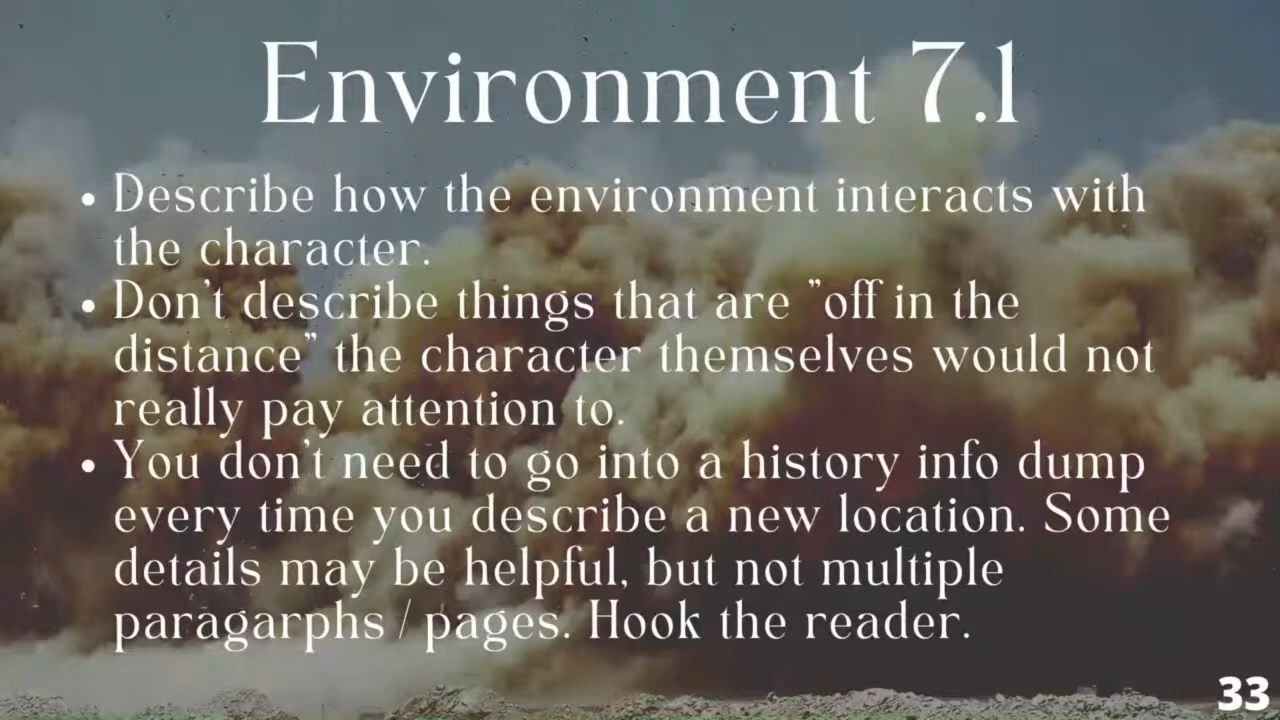 Environment 7.1
• Describe how the environment interacts with
the character.
• Don't describe things that are "off in the
distance" the character themselves would not
really pay attention to.
• You don't need to go into a history info dump
every time you describe a new location. Some
details may be helpful, but not multiple
paragarphs / pages. Hook the reader.
33